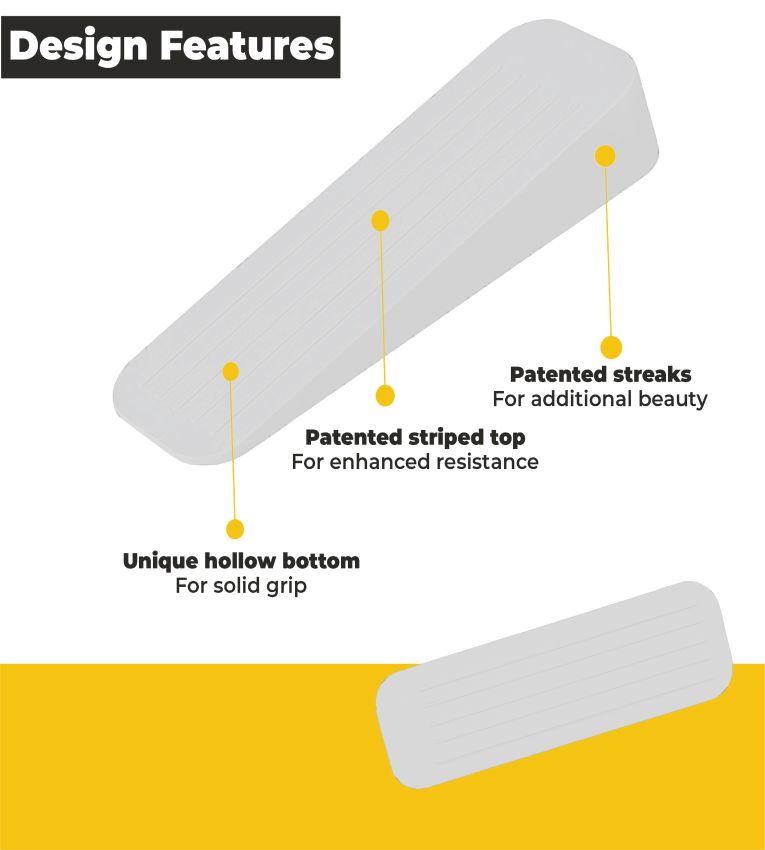 Design Features
Patented streaks
For additional beauty
Patented striped top
For enhanced resistance
Unique hollow bottom
For solid grip